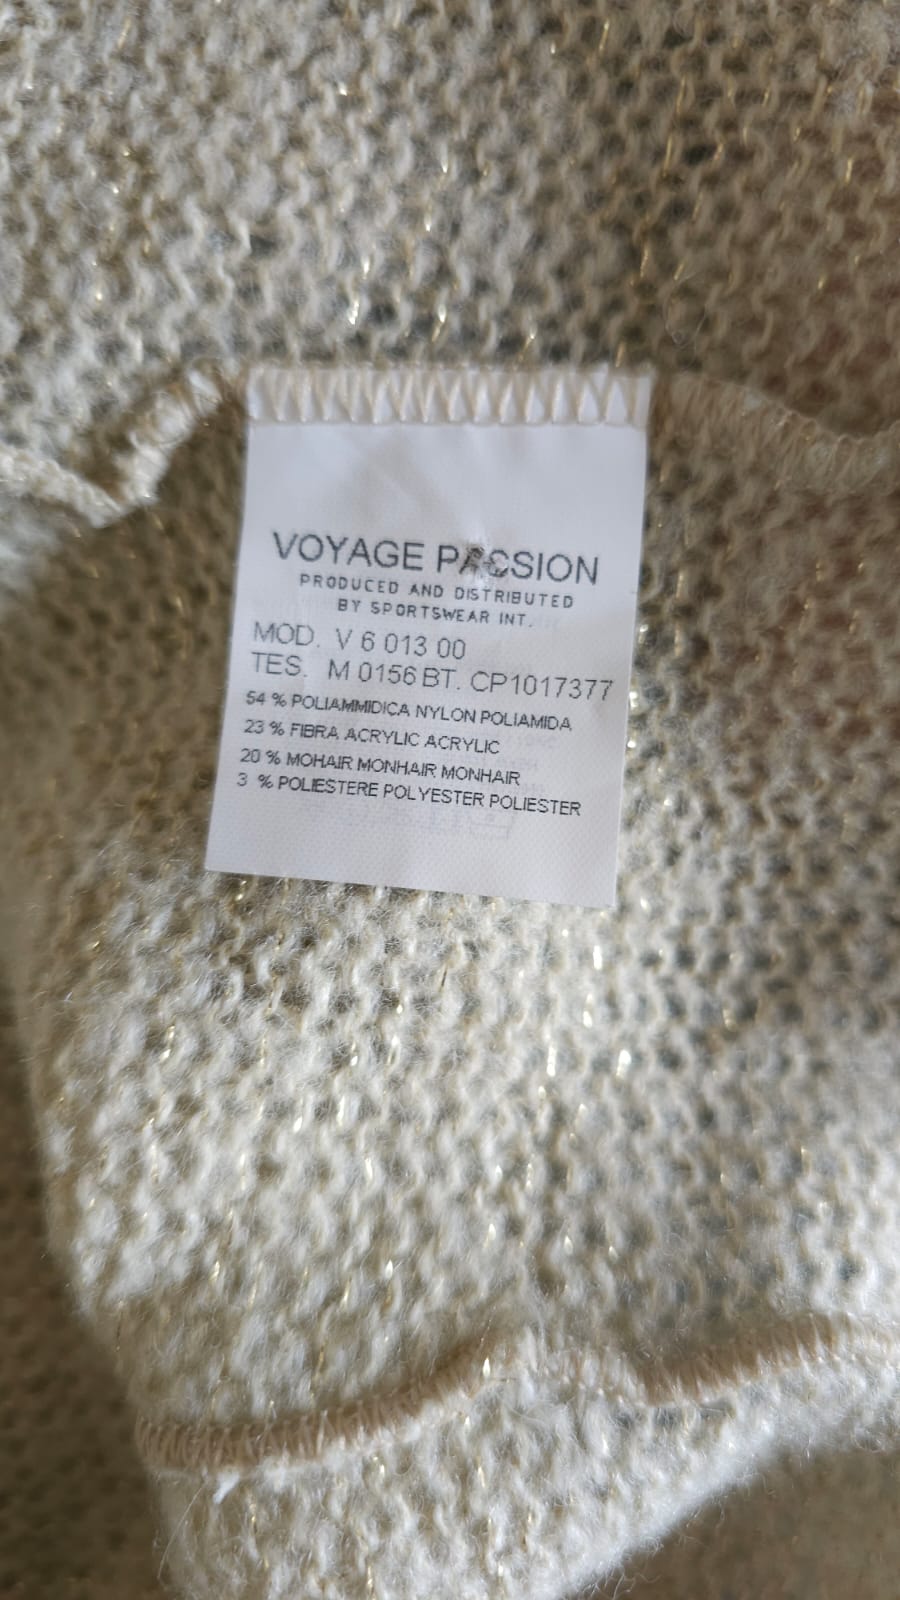 VOYAGE PASSION
PRODUCED AND DISTRIBUTED
BY SPORTSWEAR INT.
MOD. V 6 013 00
TES. M 0156 BT. CP1017377
54 % POLIAMMIDICA NYLON POLIAMIDA
23 % FIBRA ACRYLIC ACRYLIC
20 % MOHAIR MONHAIR MONHAIR
3 % POLIESTERE POLYESTER POLIESTER